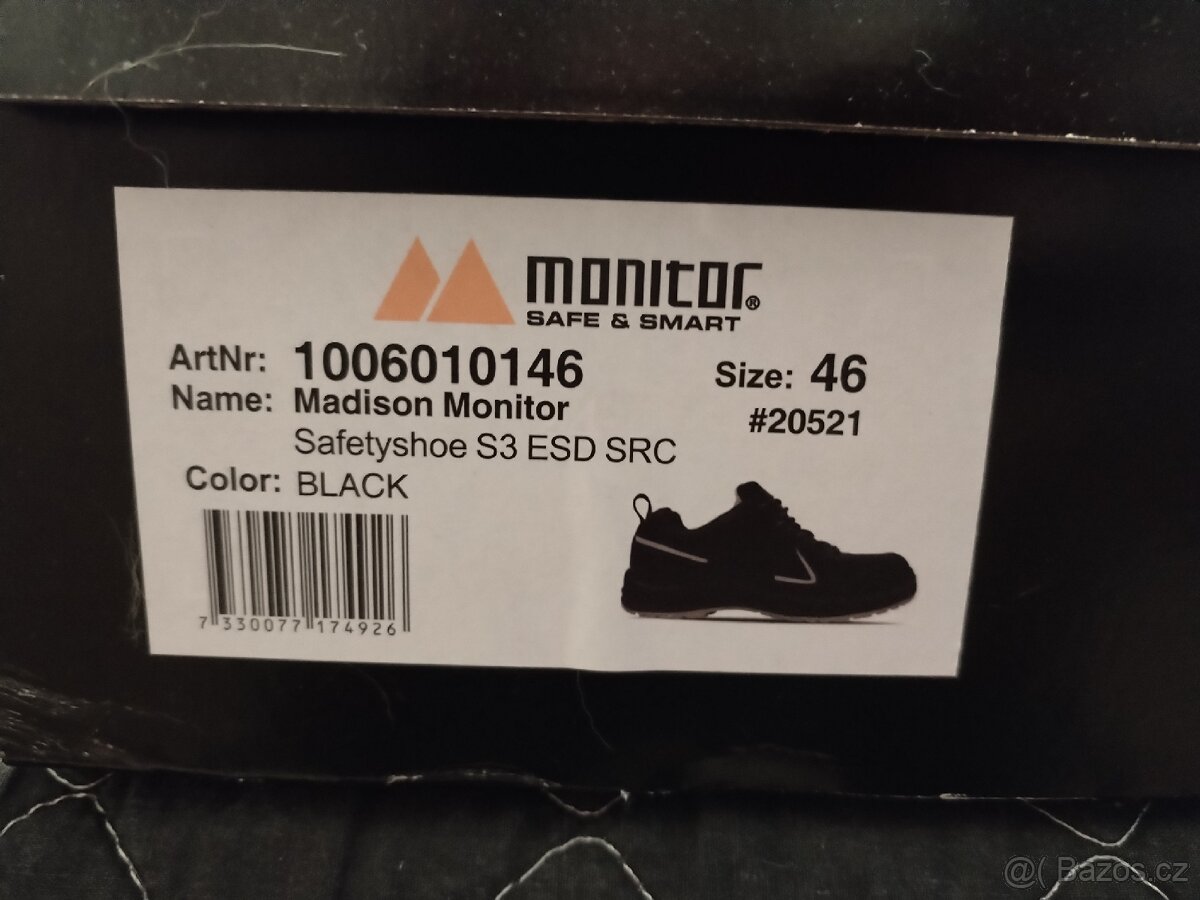 monitor®
SAFE & SMART
ArtNr: 1006010146
Size: 46
Name: Madison Monitor
#20521
Safetyshoe S3 ESD SRC
Color: BLACK
7 330077 174926
@( Bazos.cz